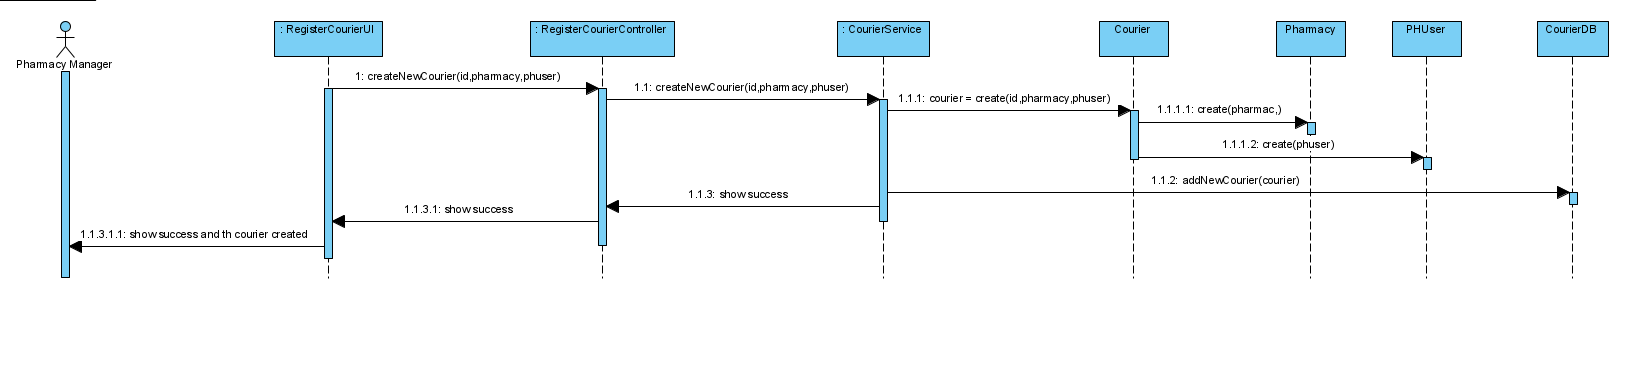 : RegisterCourierUI
: RegisterCourierController
: CourierService
Courier
Pharmacy
PHUser
CourierDB
Pharmacy Manager
1: createNewCourier(id,pharmacy,phuser)
1.1: createNewCourier(id,pharmacy,phuser)
1.1.1: courier = create(id,pharmacy,phuser)
1.1.1.1: create(pharmac,)
1.1.1.2: create(phuser)
1.1.2: addNewCourier(courier)
1.1.3: show success
1.1.3.1: show success
1.1.3.1.1: show success and th courier created